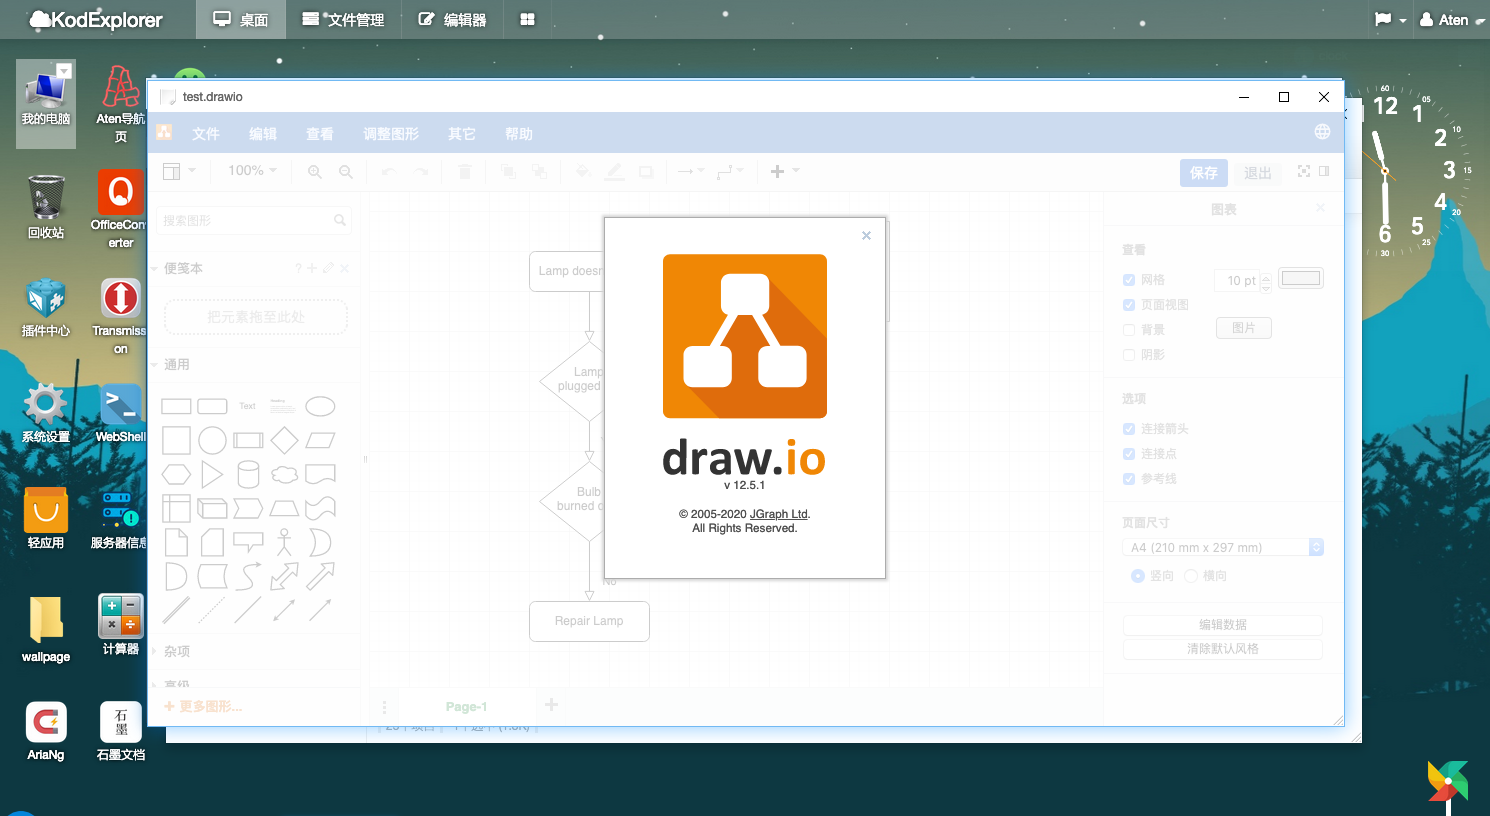 KodExplorer
桌面
文件管理
编辑器
Aten
我的电脑
Aten导航
页
回收站
OfficeConv
erter
插件中心
Transmissi
on
系统设置
WebShell
轻应用
服务器信息
wallpage
计算器
AriaNg
石墨
石墨文档
test.drawio
文件
编辑
查看
调整图形
其它
帮助
100%
保存
退出
搜索图形
便笺本
?
把元素拖至此处
通用
Text
杂项
高级
更多图形...
Lamp doesn
Lamp
plugged
Bulb
burned o
No
Repair Lamp
draw.io
v 12.5.1
© 2005-2020 JGraph Ltd.
All Rights Reserved.
Page-1
图表
查看
网格
10 pt
页面视图
背景
图片
阴影
选项
连接箭头
连接点
参考线
页面尺寸
A4 (210 mm x 297 mm)
竖向
横向
编辑数据
清除默认风格
60
12
05
1
10
2
15
3
20
4
25
5
30
6